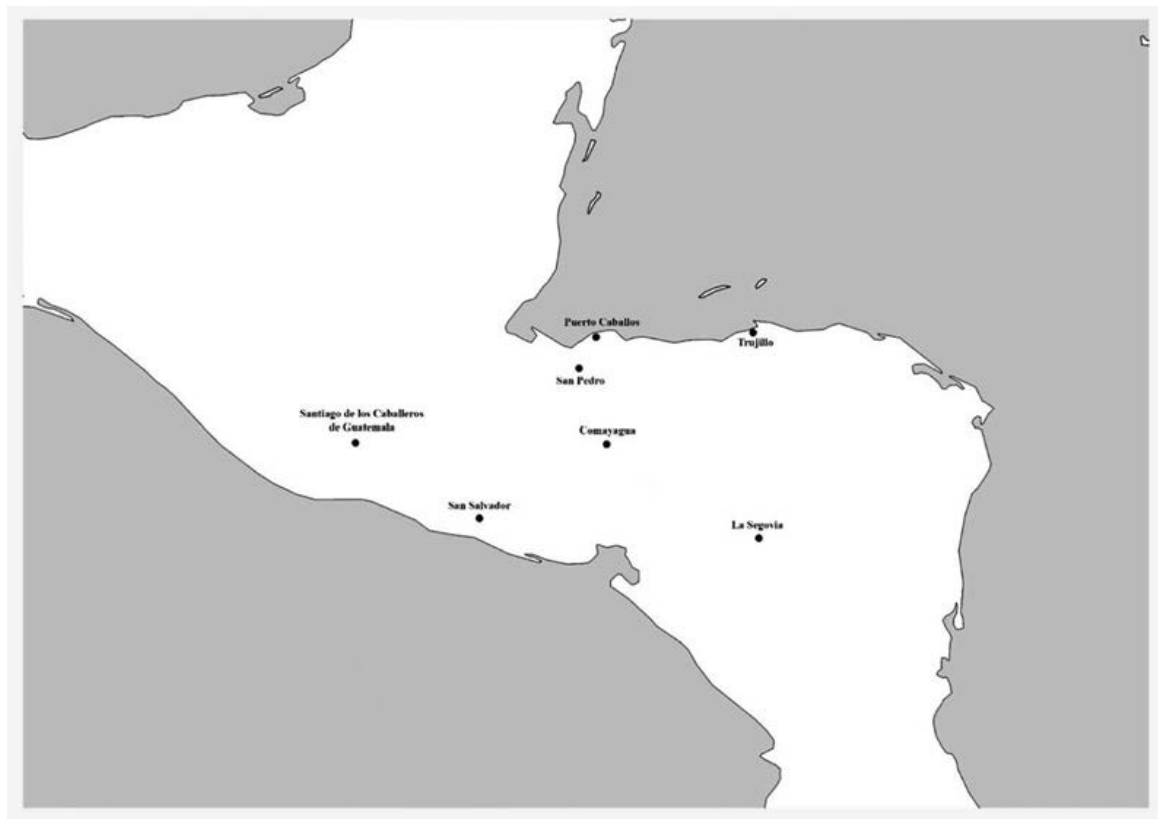 Puerto Caballos
Trujillo
San Pedro
Santiago de los Caballeros
de Guatemala
Comayagua
San Salvador
La Segovia